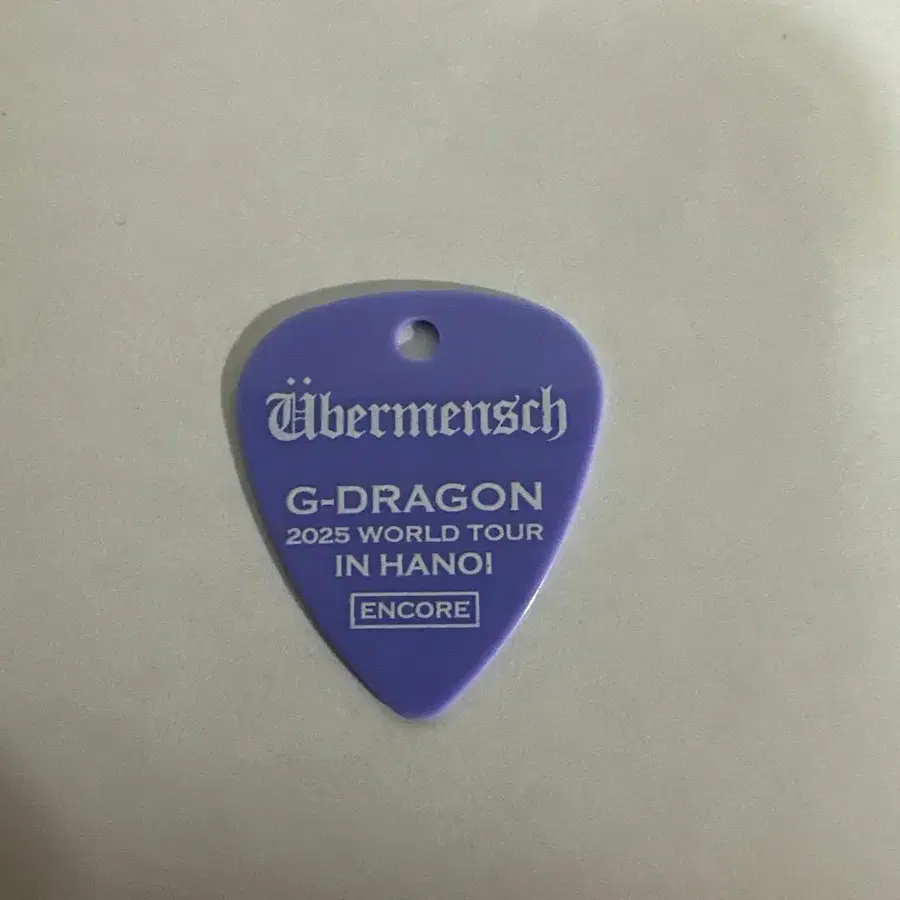 Übermensch
G-DRAGON
2025 WORLD TOUR
IN HANOI
ENCORE